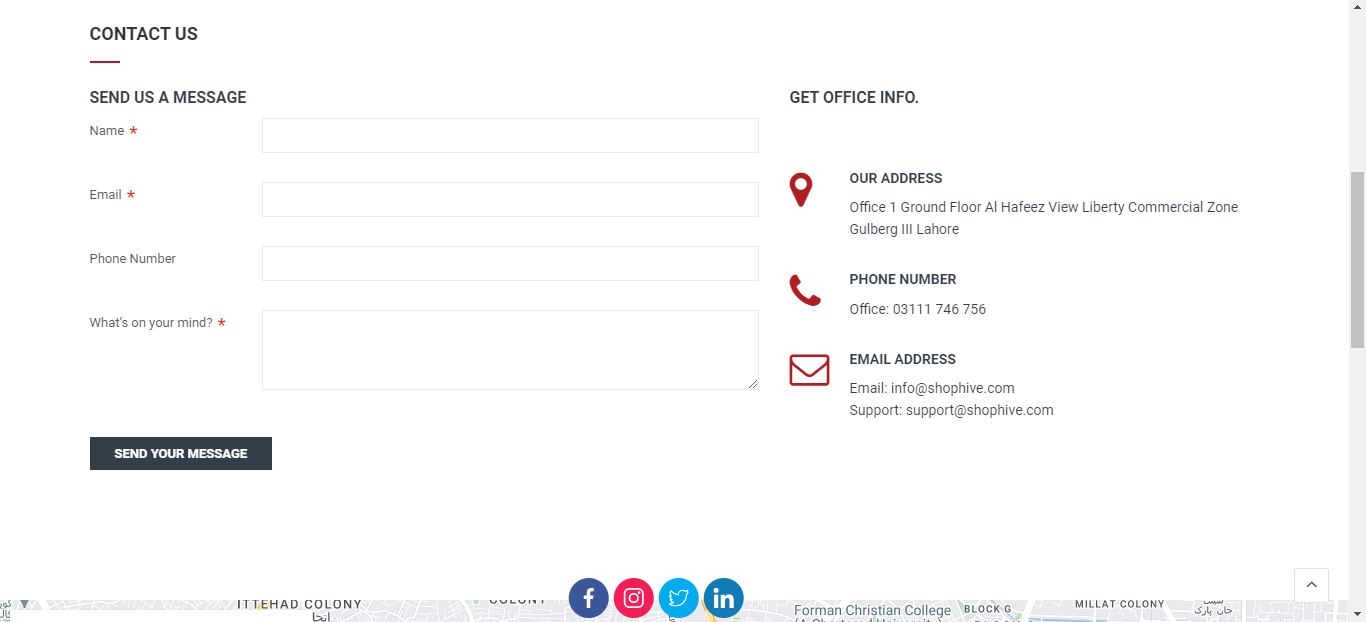 CONTACT US
SEND US A MESSAGE
Name *
Email *
Phone Number
What's on your mind? *
SEND YOUR MESSAGE
GET OFFICE INFO.
OUR ADDRESS
Office 1 Ground Floor Al Hafeez View Liberty Commercial Zone
Gulberg III Lahore
PHONE NUMBER
Office: 03111 746 756
EMAIL ADDRESS
Email: info@shophive.com
Support: support@shophive.com
ITTEHAD COLONY
COLONY
Forman Christian College
(A Chartered University)
BLOCK G
MILLAT COLONY